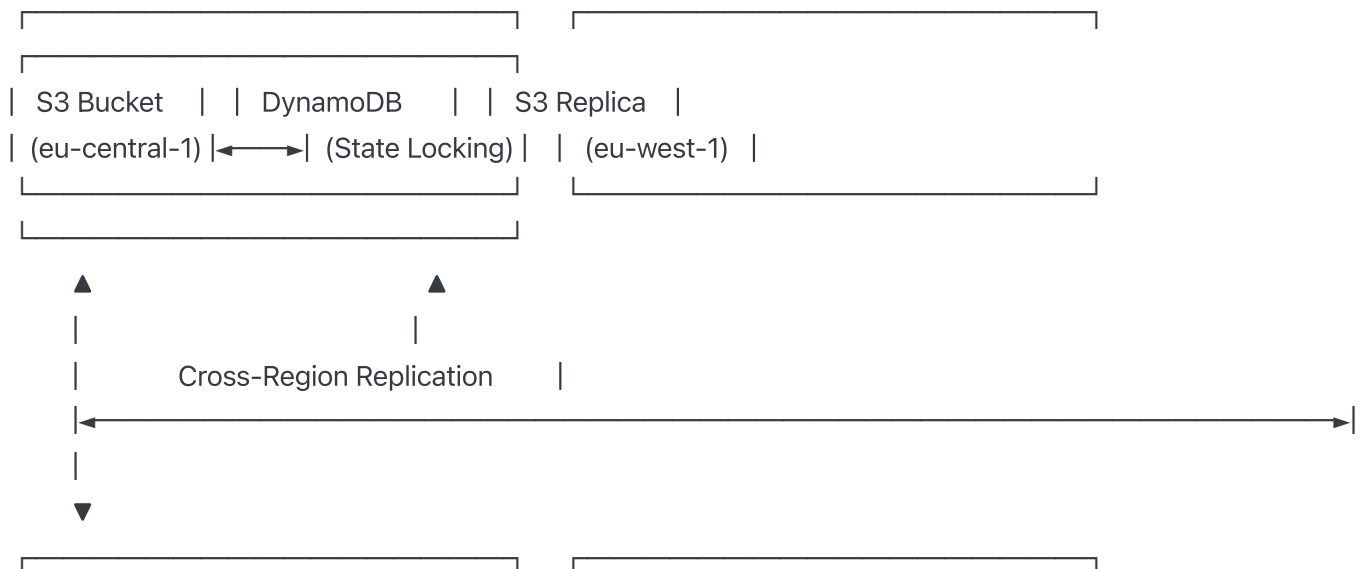 | S3 Bucket | | DynamoDB | | S3 Replica |
| (eu-central-1) |◄──►| (State Locking) | | (eu-west-1) |
Cross-Region Replication |